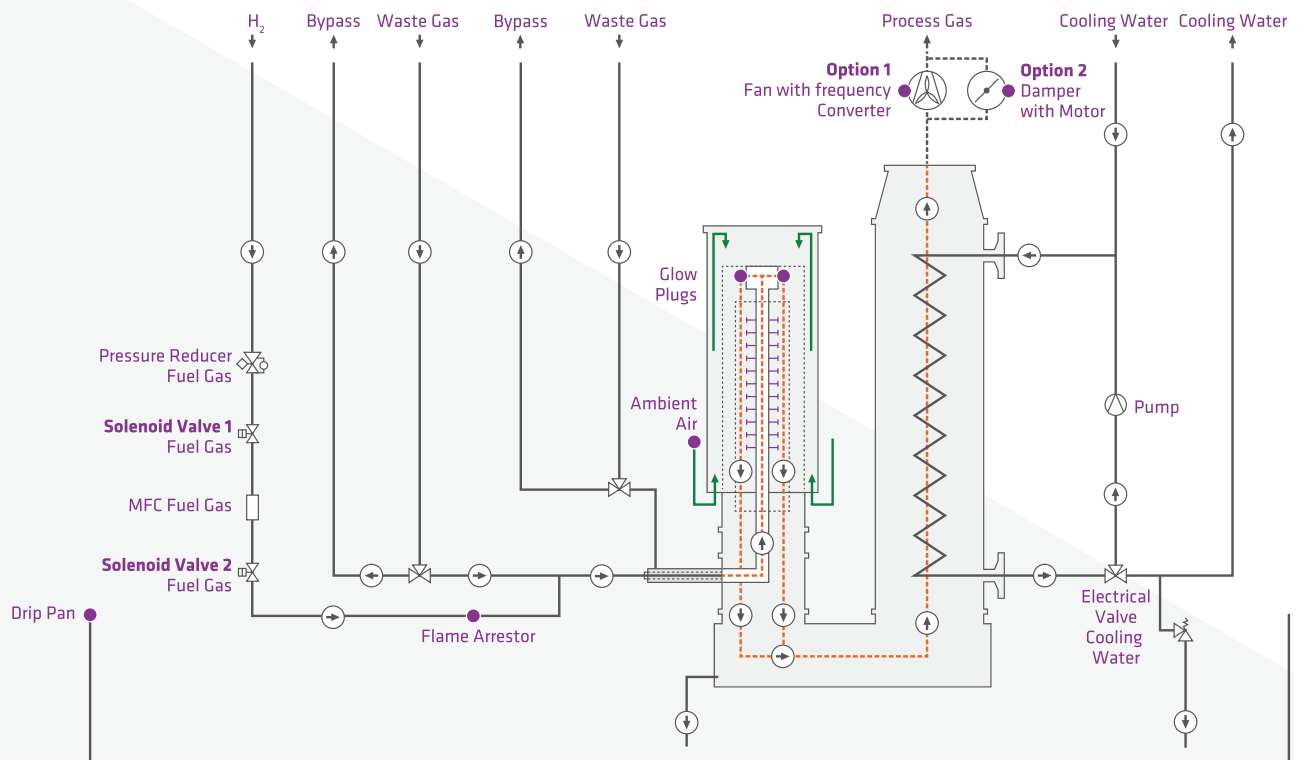 H2
Bypass
Waste Gas
Bypass
Waste Gas
Process Gas
Cooling Water
Cooling Water
Option 1
Fan with frequency
Converter
Option 2
Damper
with Motor
Glow
Plugs
Pressure Reducer
Fuel Gas
Ambient
Air
Pump
Solenoid Valve 1
Fuel Gas
MFC Fuel Gas
Solenoid Valve 2
Fuel Gas
Drip Pan
Flame Arrestor
Electrical
Valve
Cooling
Water